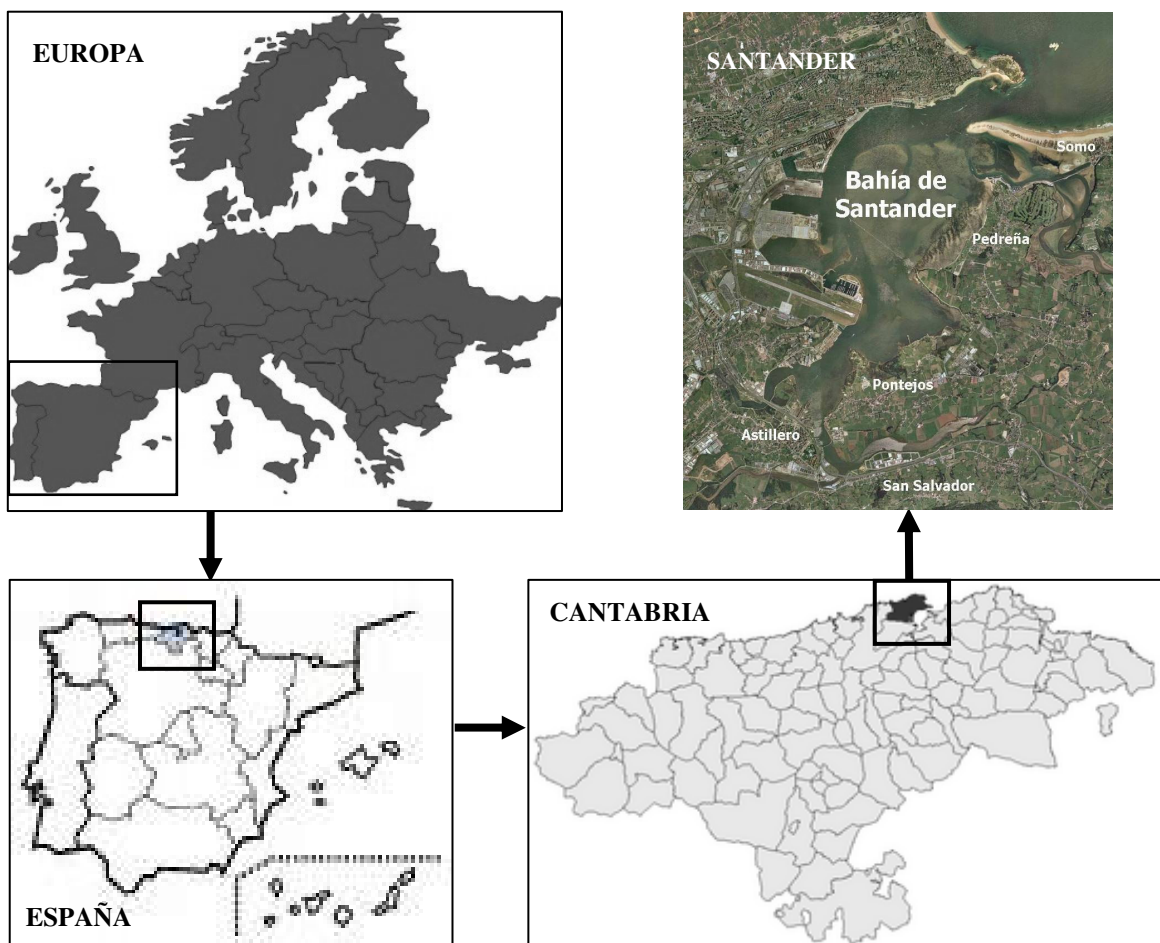 EUROPA
SANTANDER
Somo
Bahía de
Santander
Pedreña
Pontejos
Astillero
San Salvador
CANTABRIA
ESPAÑA